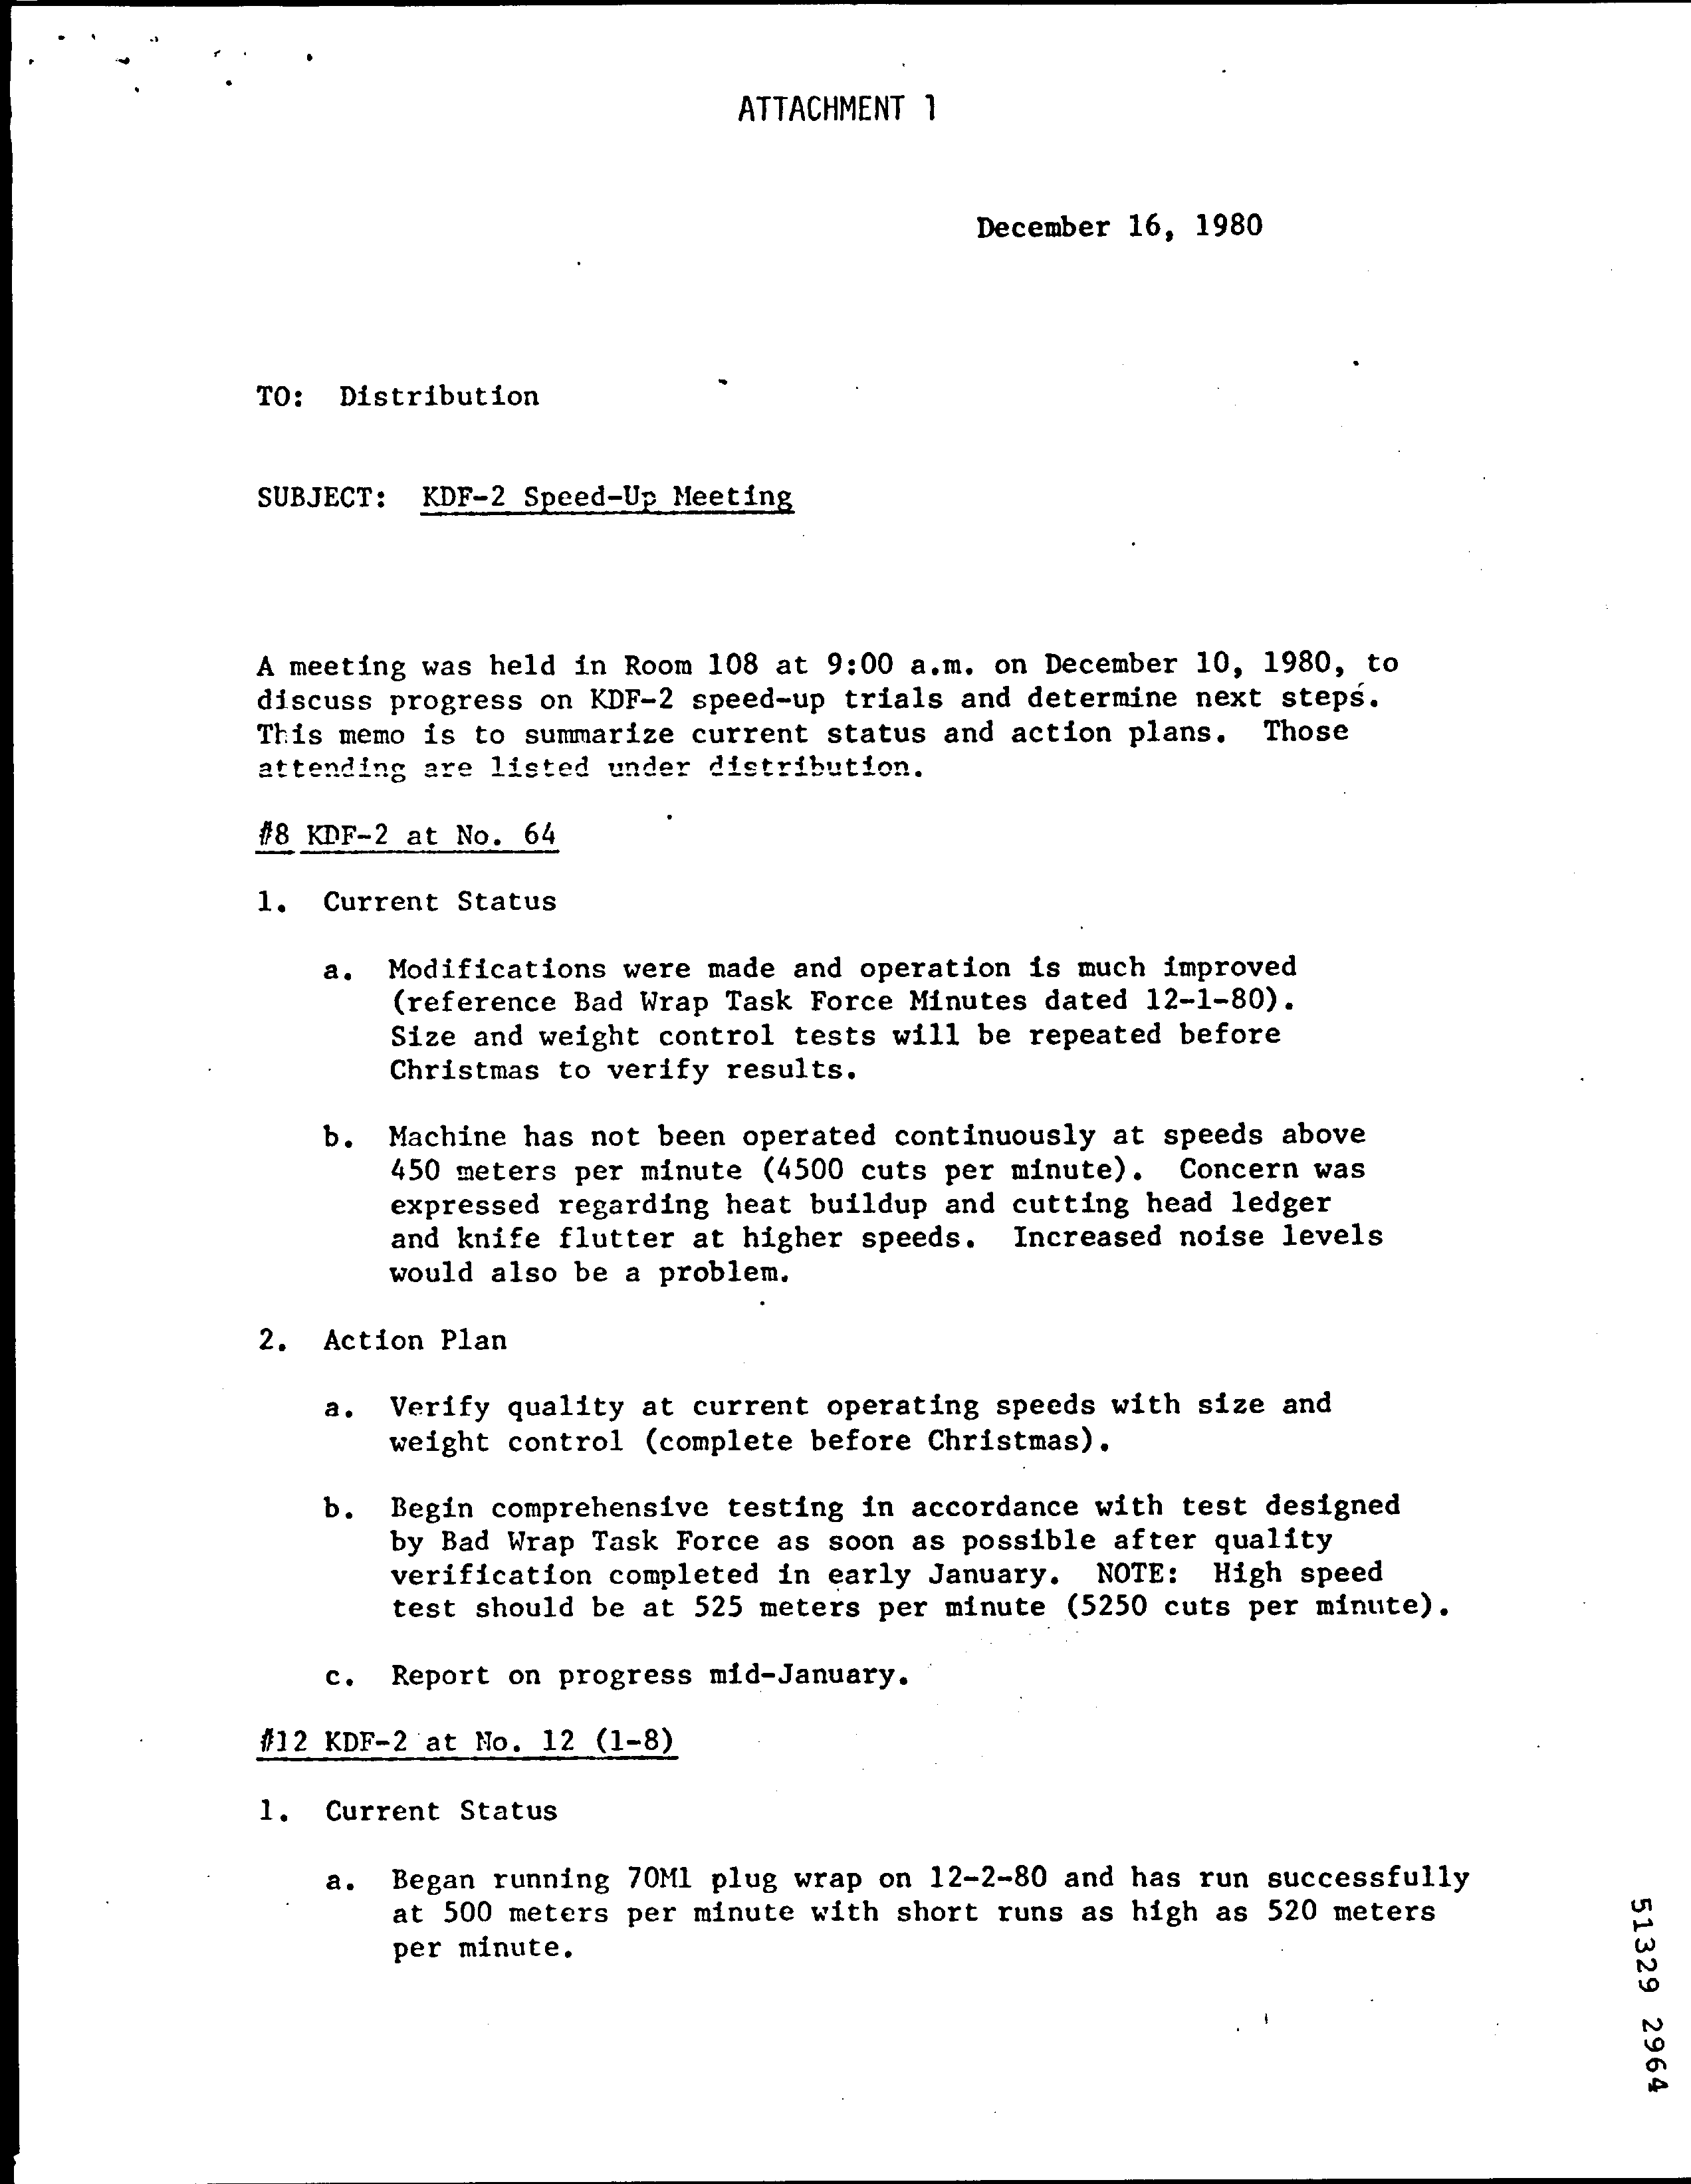 ATTACHMENT 1
December 16, 1980
TO: Distribution
SUBJECT: KDF-2 Speed-Up Meeting
A meeting was held in Room 108 at 9:00 a.m. on December 10, 1980, to
discuss progress on KDF-2 speed-up trials and determine next steps.
This memo is to summarize current status and action plans. Those
attending are listed under distribution.
#8 KDF-2 at No. 64
1. Current Status
a. Modifications were made and operation is much improved
(reference Bad Wrap Task Force Minutes dated 12-1-80).
Size and weight control tests will be repeated before
Christmas to verify results.
b. Machine has not been operated continuously at speeds above
450 meters per minute (4500 cuts per minute). Concern was
expressed regarding heat buildup and cutting head ledger
and knife flutter at higher speeds. Increased noise levels
would also be a problem.
2. Action Plan
a. Verify quality at current operating speeds with size and
weight control (complete before Christmas).
b. Begin comprehensive testing in accordance with test designed
by Bad Wrap Task Force as soon as possible after quality
verification completed in early January. NOTE: High speed
test should be at 525 meters per minute (5250 cuts per minute).
c. Report on progress mid-January.
#12 KDF-2 at No. 12 (1-8)
1. Current Status
a. Began running 70M1 plug wrap on 12-2-80 and has run successfully
at 500 meters per minute with short runs as high as 520 meters
per minute.
51329 2964